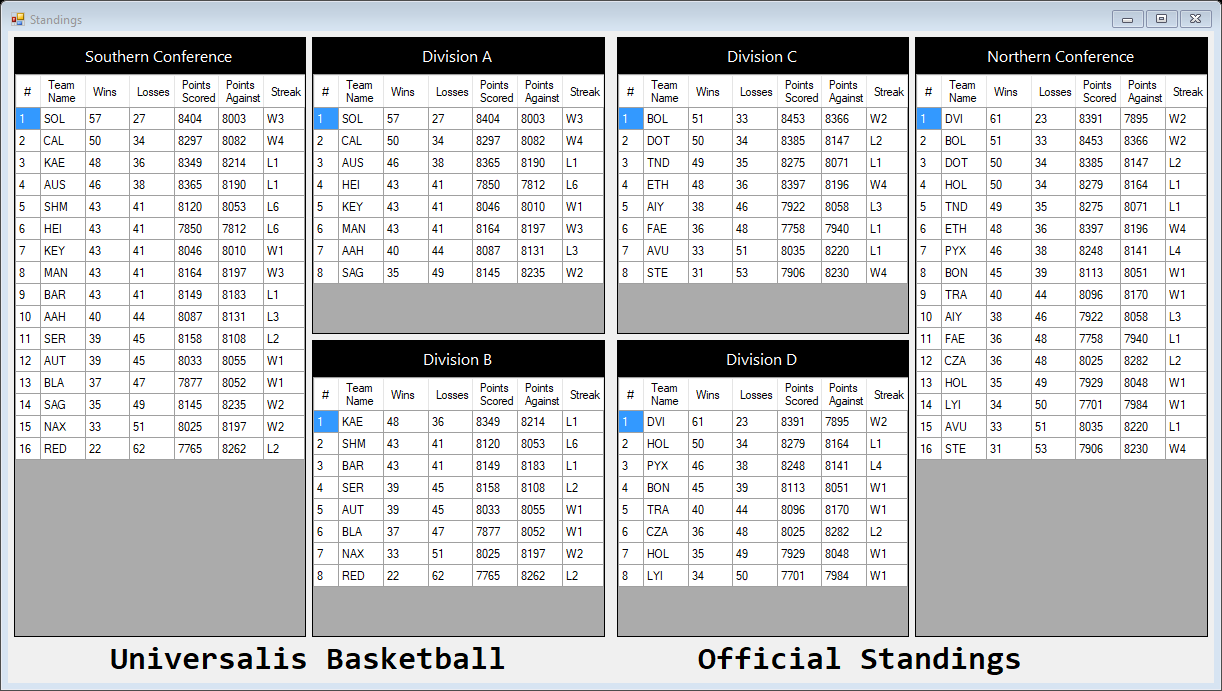 Standings
Southern Conference
# Team Name Wins Losses Points Scored Points Against Streak
1 SOL 57 27 8404 8003 W3
2 CAL 50 34 8297 8082 W4
3 KAE 48 36 8349 8214 L1
4 AUS 46 38 8365 8190 L1
5 SHM 43 41 8120 8053 L6
6 HEI 43 41 7850 7812 L6
7 KEY 43 41 8046 8010 W1
8 MAN 43 41 8164 8197 W3
9 BAR 43 41 8149 8183 L1
10 AAH 40 44 8087 8131 L3
11 SER 39 45 8158 8108 L2
12 AUT 39 45 8033 8055 W1
13 BLA 37 47 7877 8052 W1
14 SAG 35 49 8145 8235 W2
15 NAX 33 51 8025 8197 W2
16 RED 22 62 7765 8262 L2
Division A
# Team Name Wins Losses Points Scored Points Against Streak
1 SOL 57 27 8404 8003 W3
2 CAL 50 34 8297 8082 W4
3 AUS 46 38 8365 8190 L1
4 HEI 43 41 7850 7812 L6
5 KEY 43 41 8046 8010 W1
6 MAN 43 41 8164 8197 W3
7 AAH 40 44 8087 8131 L3
8 SAG 35 49 8145 8235 W2
Division B
# Team Name Wins Losses Points Scored Points Against Streak
1 KAE 48 36 8349 8214 L1
2 SHM 43 41 8120 8053 L6
3 BAR 43 41 8149 8183 L1
4 SER 39 45 8158 8108 L2
5 AUT 39 45 8033 8055 W1
6 BLA 37 47 7877 8052 W1
7 NAX 33 51 8025 8197 W2
8 RED 22 62 7765 8262 L2
Division C
# Team Name Wins Losses Points Scored Points Against Streak
1 BOL 51 33 8453 8366 W2
2 DOT 50 34 8385 8147 L2
3 TND 49 35 8275 8071 L1
4 ETH 48 36 8397 8196 W4
5 AIY 38 46 7922 8058 L3
6 FAE 36 48 7758 7940 L1
7 AVU 33 51 8035 8220 L1
8 STE 31 53 7906 8230 W4
Division D
# Team Name Wins Losses Points Scored Points Against Streak
1 DVI 61 23 8391 7895 W2
2 HOL 50 34 8279 8164 L1
3 PYX 46 38 8248 8141 L4
4 BON 45 39 8113 8051 W1
5 TRA 40 44 8096 8170 W1
6 CZA 36 48 8025 8282 L2
7 HOL 35 49 7929 8048 W1
8 LYI 34 50 7701 7984 W1
Northern Conference
# Team Name Wins Losses Points Scored Points Against Streak
1 DVI 61 23 8391 7895 W2
2 BOL 51 33 8453 8366 W2
3 DOT 50 34 8385 8147 L2
4 HOL 50 34 8279 8164 L1
5 TND 49 35 8275 8071 L1
6 ETH 48 36 8397 8196 W4
7 PYX 46 38 8248 8141 L4
8 BON 45 39 8113 8051 W1
9 TRA 40 44 8096 8170 W1
10 AIY 38 46 7922 8058 L3
11 FAE 36 48 7758 7940 L1
12 CZA 36 48 8025 8282 L2
13 HOL 35 49 7929 8048 W1
14 LYI 34 50 7701 7984 W1
15 AVU 33 51 8035 8220 L1
16 STE 31 53 7906 8230 W4
Universalis Basketball
Official Standings